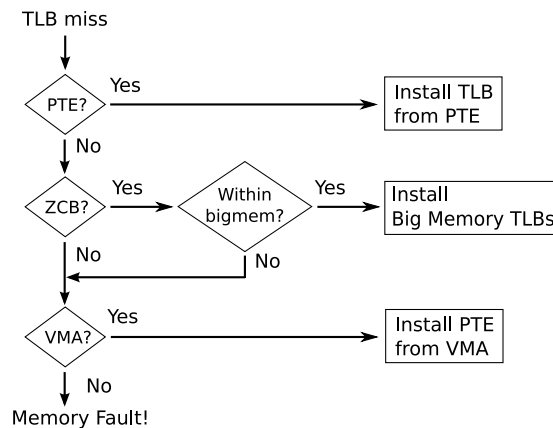 TLB miss
PTE?
Yes
Install TLB
from PTE
No
ZCB?
Yes
Within
bigmem?
Yes
Install
Big Memory TLBs
No
No
VMA?
Yes
Install PTE
from VMA
No
Memory Fault!